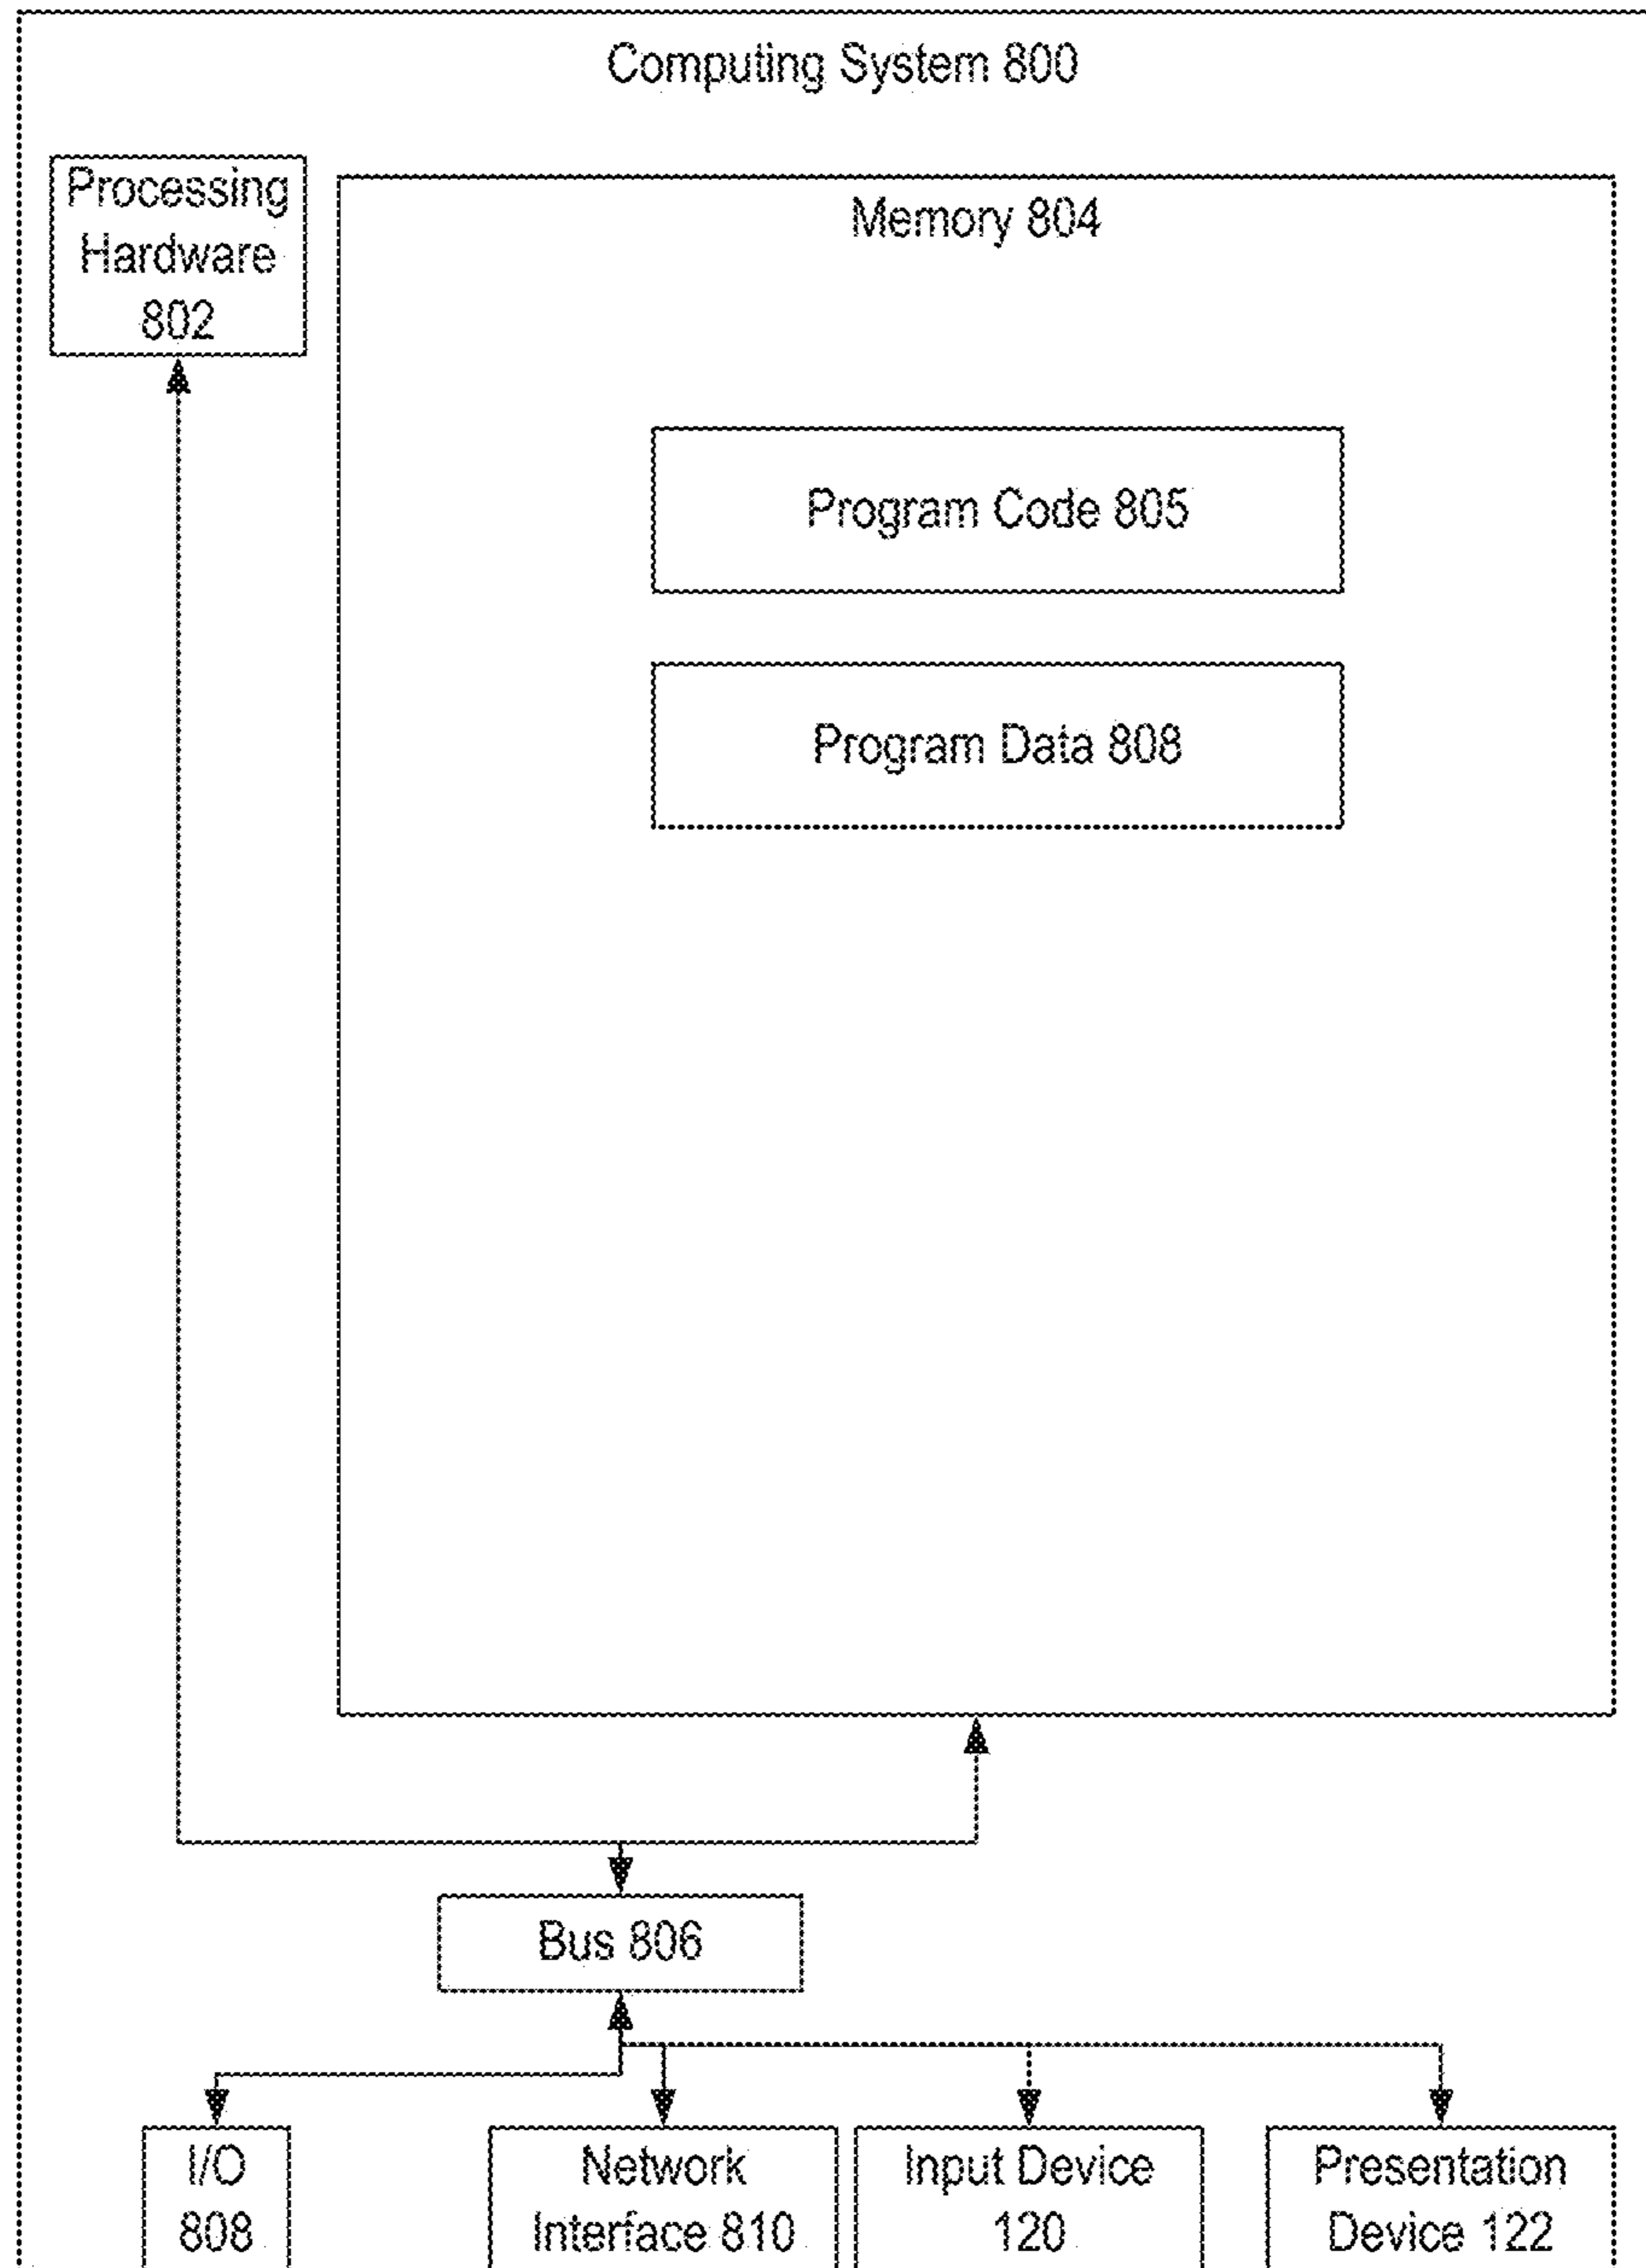 Computing System 800
Processing
Hardware
802
Memory 804
Program Code 805
Program Data 808
Bus 806
I/O
808
Network
Interface 810
Input Device
120
Presentation
Device 122